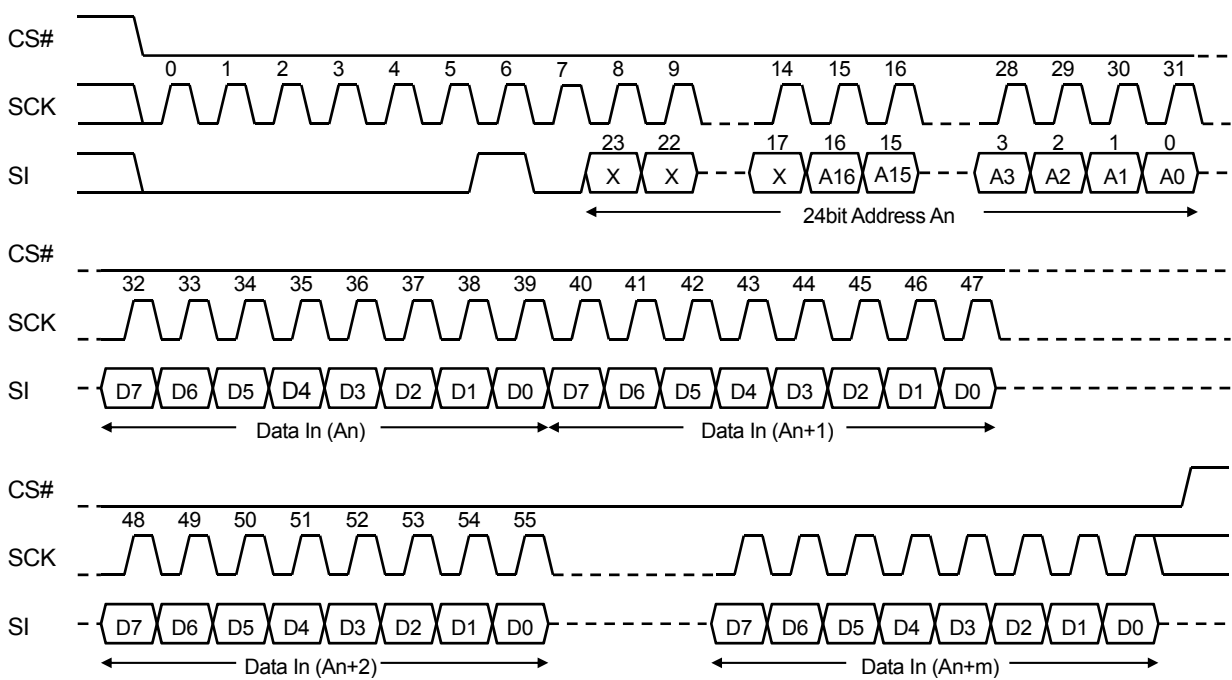 CS#
0 1 2 3 4 5 6 7 8 9 14 15 16 28 29 30 31
SCK
23 22 17 16 15 3 2 1 0
SI X X X A16 A15 A3 A2 A1 A0
24bit Address An
CS#
32 33 34 35 36 37 38 39 40 41 42 43 44 45 46 47
SCK
SI D7 D6 D5 D4 D3 D2 D1 D0 D7 D6 D5 D4 D3 D2 D1 D0
Data In (An) Data In (An+1)
CS#
48 49 50 51 52 53 54 55
SCK
SI D7 D6 D5 D4 D3 D2 D1 D0 D7 D6 D5 D4 D3 D2 D1 D0
Data In (An+2) Data In (An+m)